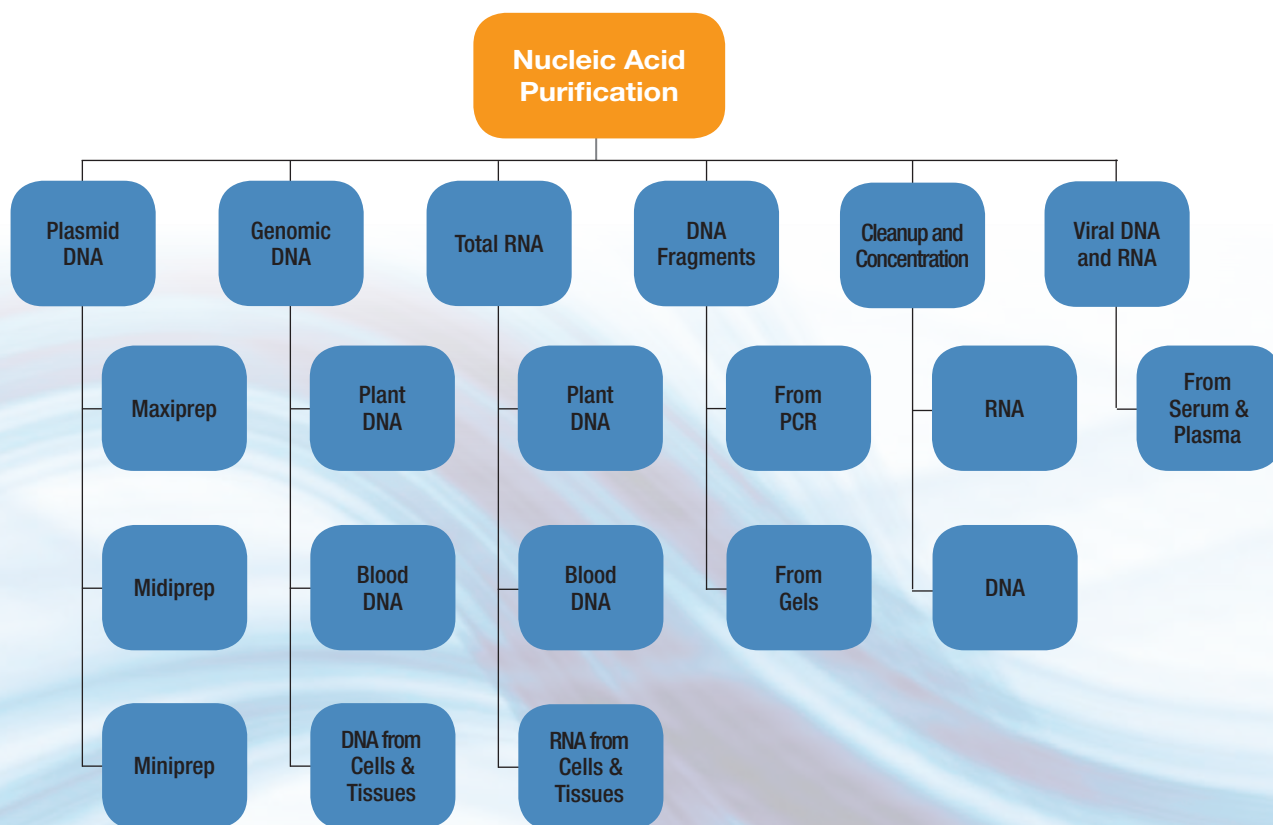 Nucleic Acid
Purification
Plasmid
DNA
Genomic
DNA
Total RNA
DNA
Fragments
Cleanup and
Concentration
Viral DNA
and RNA
Maxiprep
Plant
DNA
Plant
DNA
From
PCR
RNA
From
Serum &
Plasma
Midiprep
Blood
DNA
Blood
DNA
From
Gels
DNA
Miniprep
DNA from
Cells &
Tissues
RNA from
Cells &
Tissues